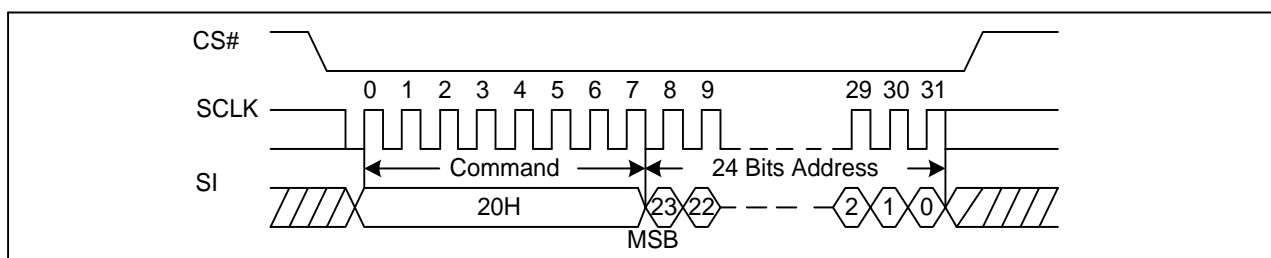 CS#
0 1 2 3 4 5 6 7 8 9 29 30 31
SCLK
Command 24 Bits Address
SI
20H 23 22 2 1 0
MSB